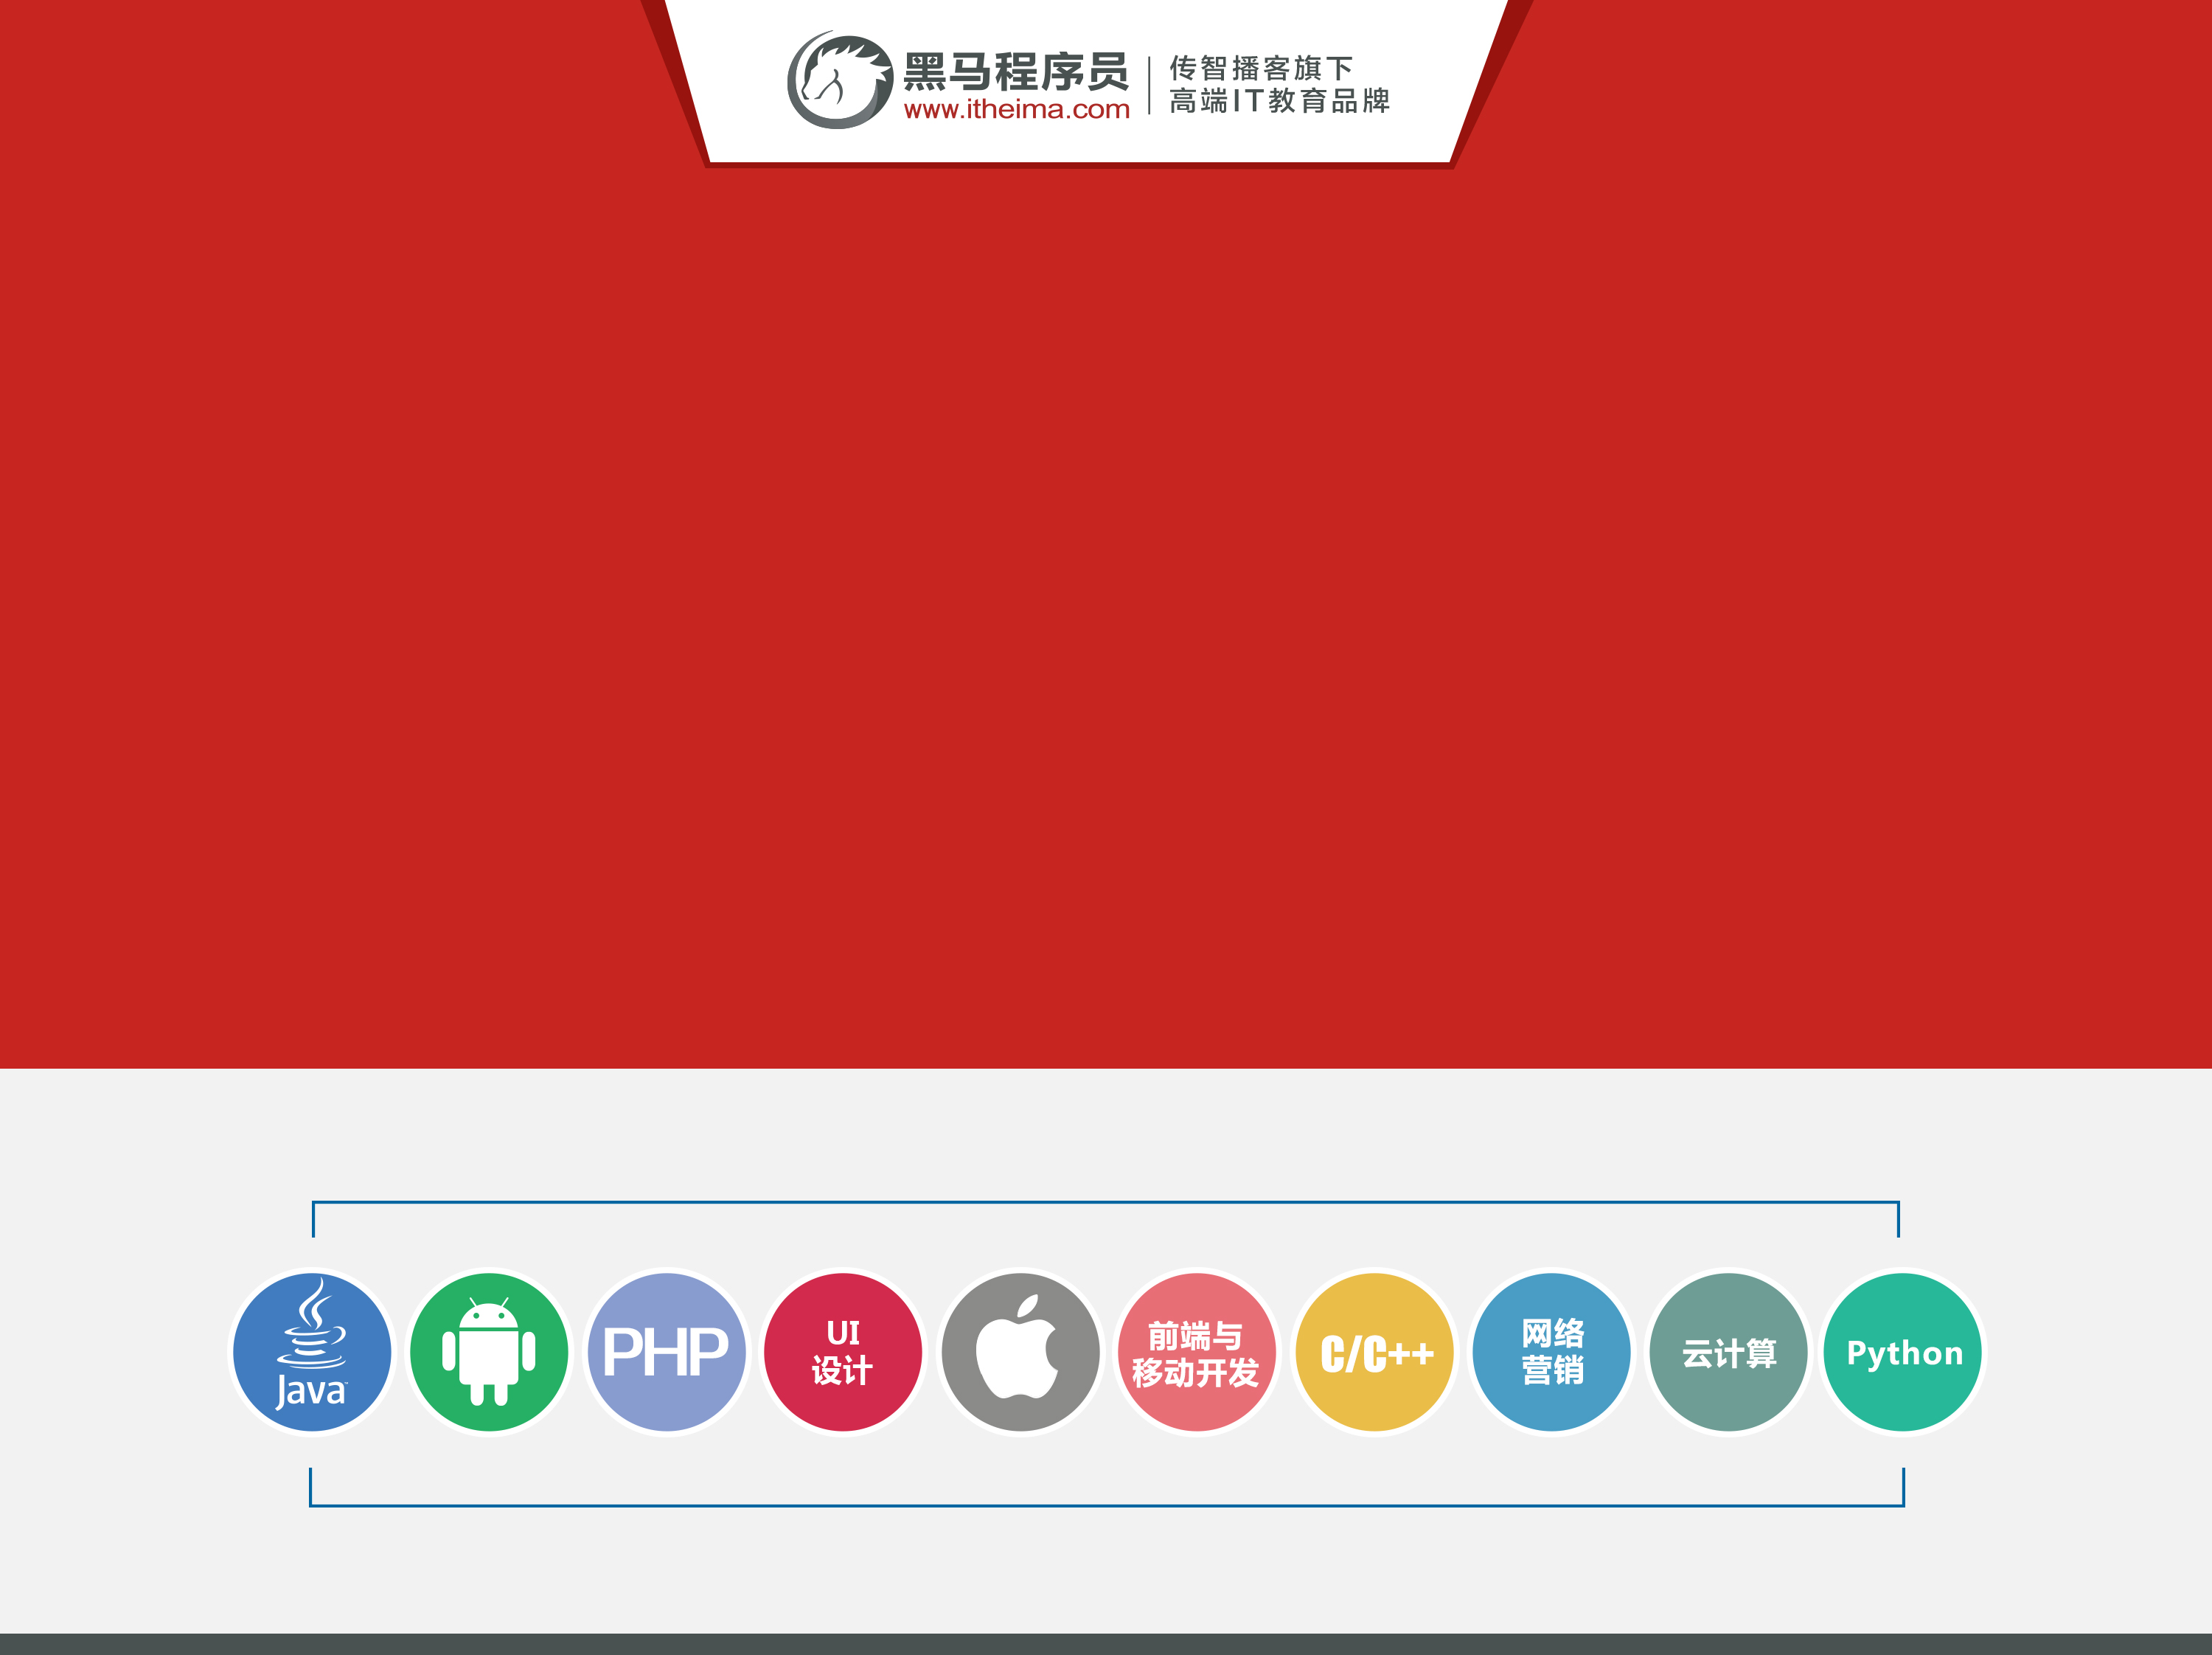 黑马程序员
www.itheima.com
传智播客旗下
高端IT教育品牌
Java
PHP
UI
设计
前端与
移动开发
C/C++
网络
营销
云计算
Python